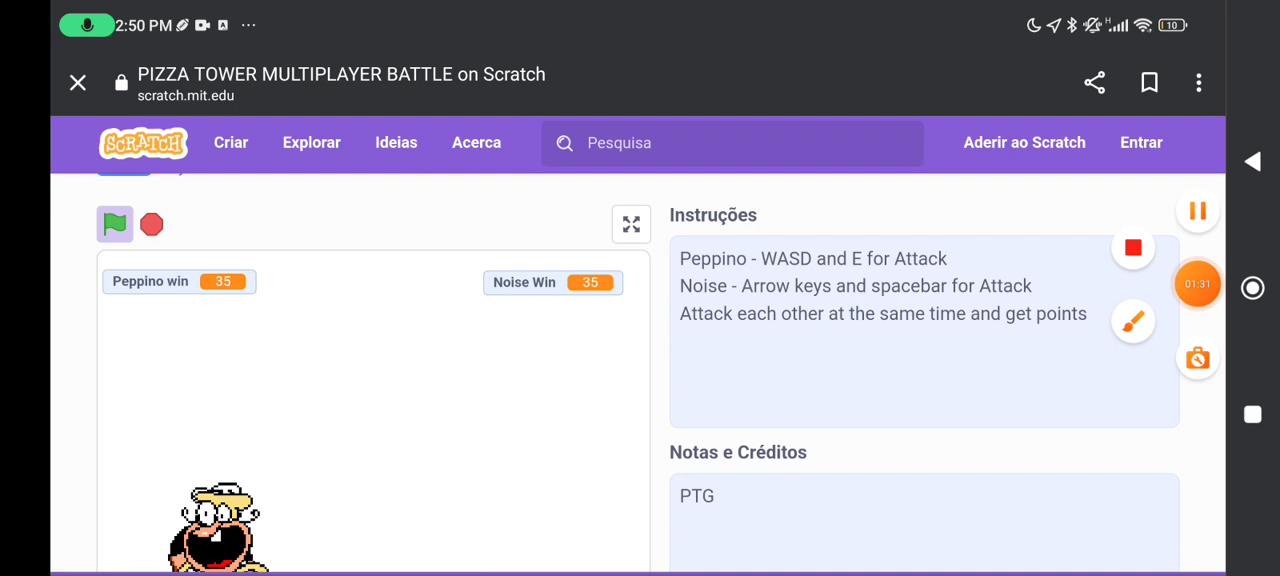 2:50 PM
H
10
PIZZA TOWER MULTIPLAYER BATTLE on Scratch
scratch.mit.edu
SCRATCH
Criar
Explorar
Ideias
Acerca
Pesquisa
Aderir ao Scratch
Entrar
Peppino win 35
Noise Win 35
Instruções
Peppino - WASD and E for Attack
Noise - Arrow keys and spacebar for Attack
Attack each other at the same time and get points
01:31
Notas e Créditos
PTG